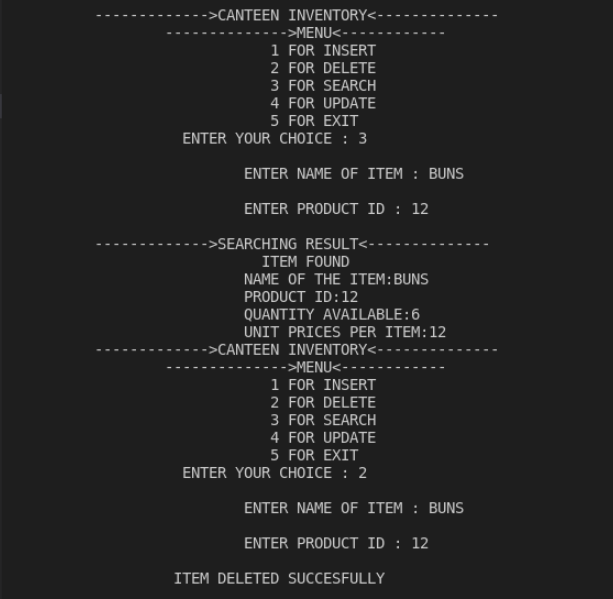 ------------->CANTEEN INVENTORY<--------------
-------------->MENU<------------
1 FOR INSERT
2 FOR DELETE
3 FOR SEARCH
4 FOR UPDATE
5 FOR EXIT
ENTER YOUR CHOICE : 3
ENTER NAME OF ITEM : BUNS
ENTER PRODUCT ID : 12
------------->SEARCHING RESULT<--------------
ITEM FOUND
NAME OF THE ITEM:BUNS
PRODUCT ID:12
QUANTITY AVAILABLE:6
UNIT PRICES PER ITEM:12
------------->CANTEEN INVENTORY<--------------
-------------->MENU<------------
1 FOR INSERT
2 FOR DELETE
3 FOR SEARCH
4 FOR UPDATE
5 FOR EXIT
ENTER YOUR CHOICE : 2
ENTER NAME OF ITEM : BUNS
ENTER PRODUCT ID : 12
ITEM DELETED SUCCESFULLY